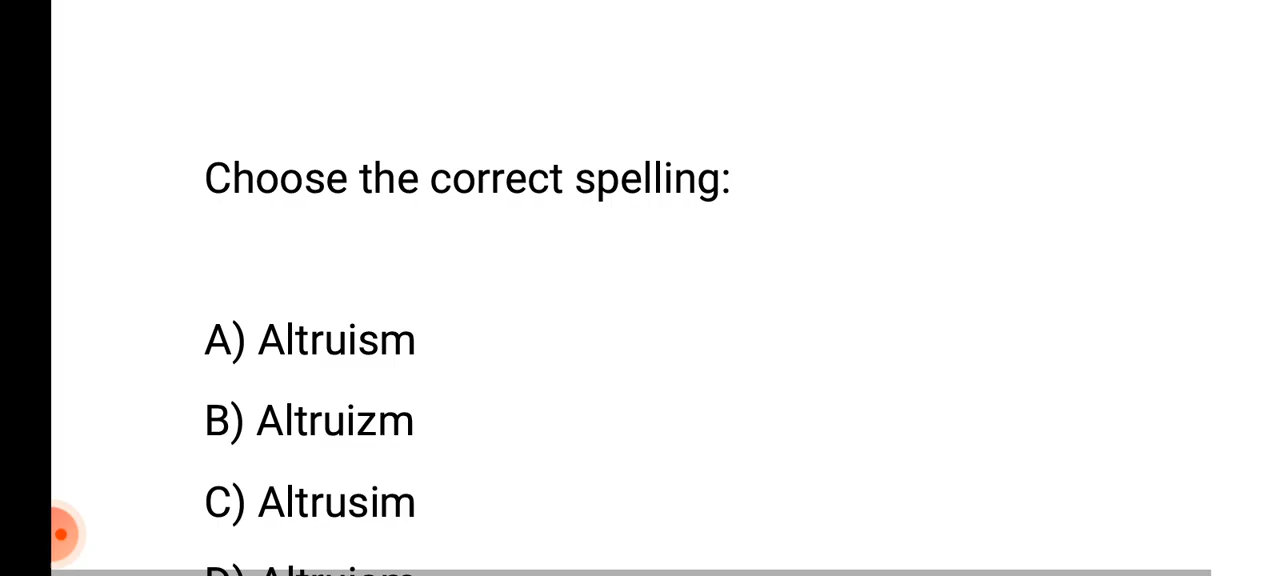 Choose the correct spelling:
A) Altruism
B) Altruizm
C) Altrusim
D)